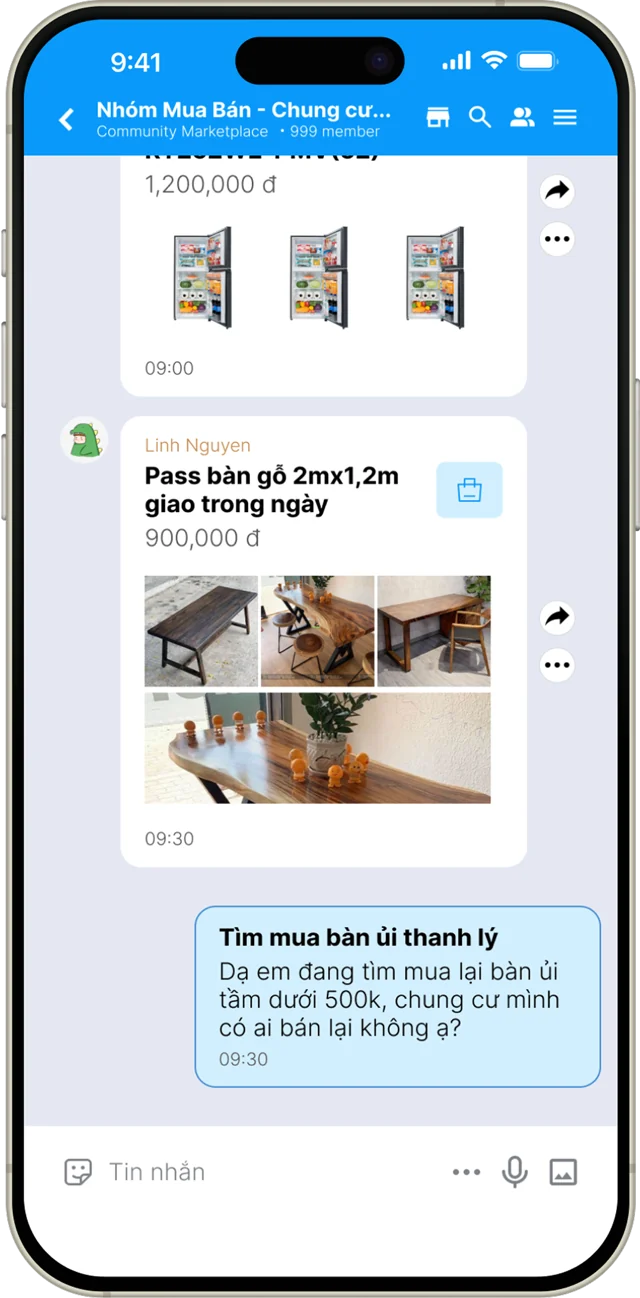 9:41
Nhóm Mua Bán - Chung cư...
Community Marketplace • 999 member
1,200,000 đ
09:00
Linh Nguyen
Pass bàn gỗ 2mx1,2m
giao trong ngày
900,000 đ
09:30
Tìm mua bàn ủi thanh lý
Dạ em đang tìm mua lại bàn ủi
tầm dưới 500k, chung cư mình
có ai bán lại không ạ?
09:30
Tin nhắn